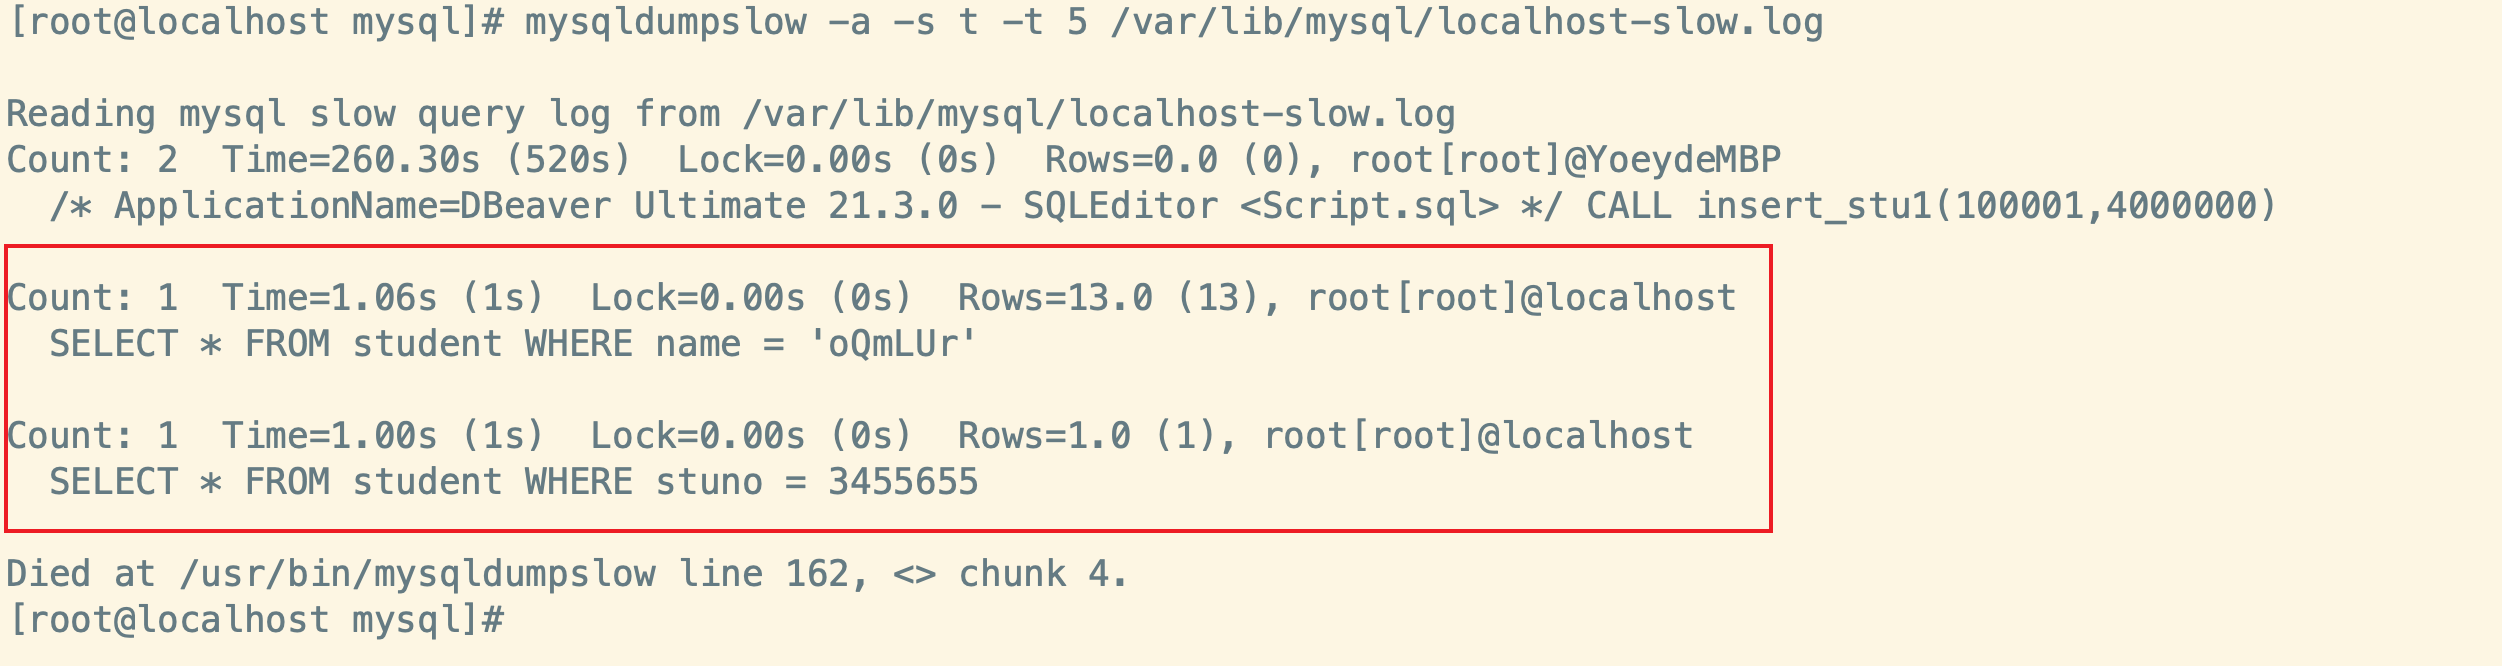 [root@localhost mysql]# mysqldumpslow -a -s t -t 5 /var/lib/mysql/localhost-slow.log
Reading mysql slow query log from /var/lib/mysql/localhost-slow.log
Count: 2  Time=260.30s (520s)  Lock=0.00s (0s)  Rows=0.0 (0), root[root]@YoeydeMBP
  /* ApplicationName=DBeaver Ultimate 21.3.0 - SQLEditor <Script.sql> */ CALL insert_stu1(100001,4000000)
Count: 1  Time=1.06s (1s)  Lock=0.00s (0s)  Rows=13.0 (13), root[root]@localhost
  SELECT * FROM student WHERE name = 'oQmLUr'
Count: 1  Time=1.00s (1s)  Lock=0.00s (0s)  Rows=1.0 (1), root[root]@localhost
  SELECT * FROM student WHERE stuno = 3455655
Died at /usr/bin/mysqldumpslow line 162, <> chunk 4.
[root@localhost mysql]#